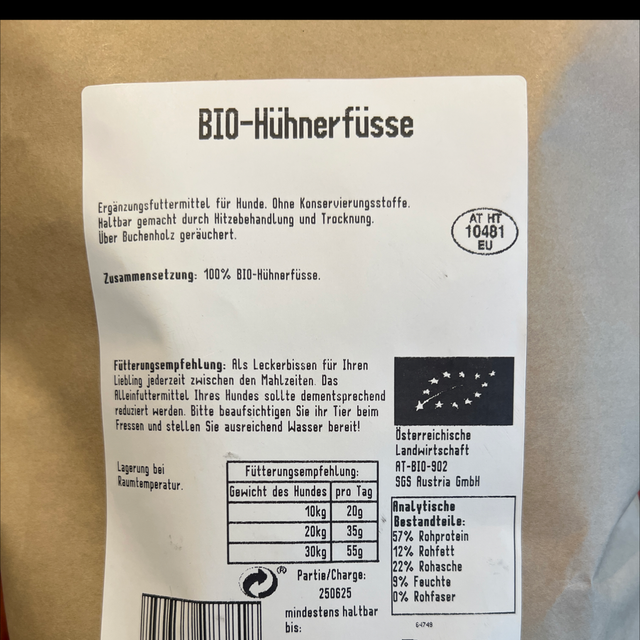 BIO-Hühnerfüsse
Ergänzungsfuttermittel für Hunde. Ohne Konservierungsstoffe.
Haltbar gemacht durch Hitzebehandlung und Trocknung.
Über Buchenholz geräuchert.
AT HT
10481
EU
Zusammensetzung: 100% BIO-Hühnerfüsse.
Fütterungsempfehlung: Als Leckerbissen für Ihren
Liebling jederzeit zwischen den Mahlzeiten. Das
Alleinfuttermittel Ihres Hundes sollte dementsprechend
reduziert werden. Bitte beaufsichtigen Sie ihr Tier beim
Fressen und stellen Sie ausreichend Wasser bereit!
Österreichische
Landwirtschaft
AT-BIO-902
SGS Austria GmbH
Lagerung bei
Raumtemperatur.
Fütterungsempfehlung:
Gewicht des Hundes pro Tag
10kg 20g
20kg 35g
30kg 55g
Analytische
Bestandteile:
57% Rohprotein
12% Rohfett
22% Rohasche
9% Feuchte
0% Rohfaser
®
Partie/Charge:
250625
mindestens haltbar
bis:
64748